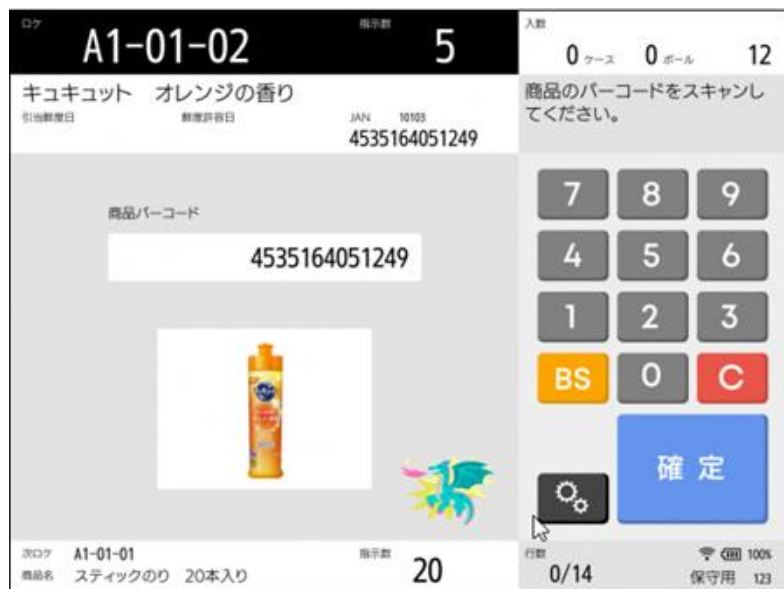 ロケ
A1-01-02
指示数
5
入数
0 ケース 0 ボール 12
キュキュット オレンジの香り
引当鮮度日 鮮度許容日 JAN 10103
4535164051249
商品のバーコードをスキャンし
てください。
商品バーコード
4535164051249
7 8 9
4 5 6
1 2 3
BS 0 C
確定
次ロケ A1-01-01
商品名 スティックのり 20本入り
指示数
20
行数
0/14
100%
保守用 123